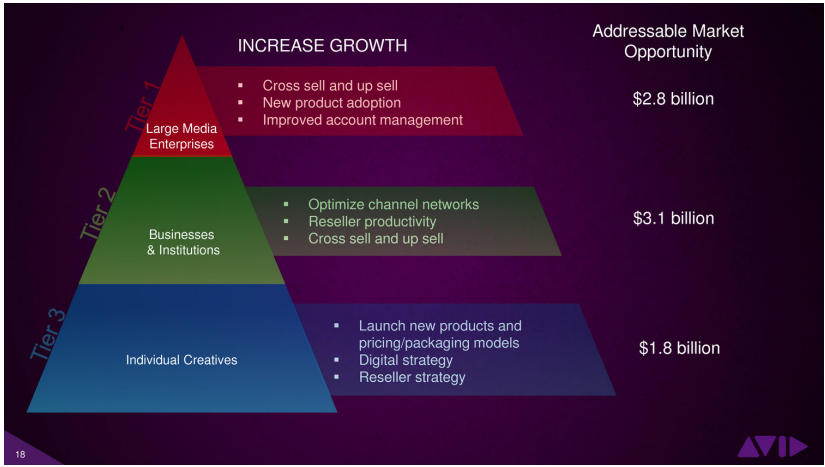 INCREASE GROWTH
Addressable Market
Opportunity
Tier 1
Large Media
Enterprises
▪ Cross sell and up sell
▪ New product adoption
▪ Improved account management
$2.8 billion
Tier 2
Businesses
& Institutions
▪ Optimize channel networks
▪ Reseller productivity
▪ Cross sell and up sell
$3.1 billion
Tier 3
Individual Creatives
▪ Launch new products and
pricing/packaging models
▪ Digital strategy
▪ Reseller strategy
$1.8 billion
18
AVID